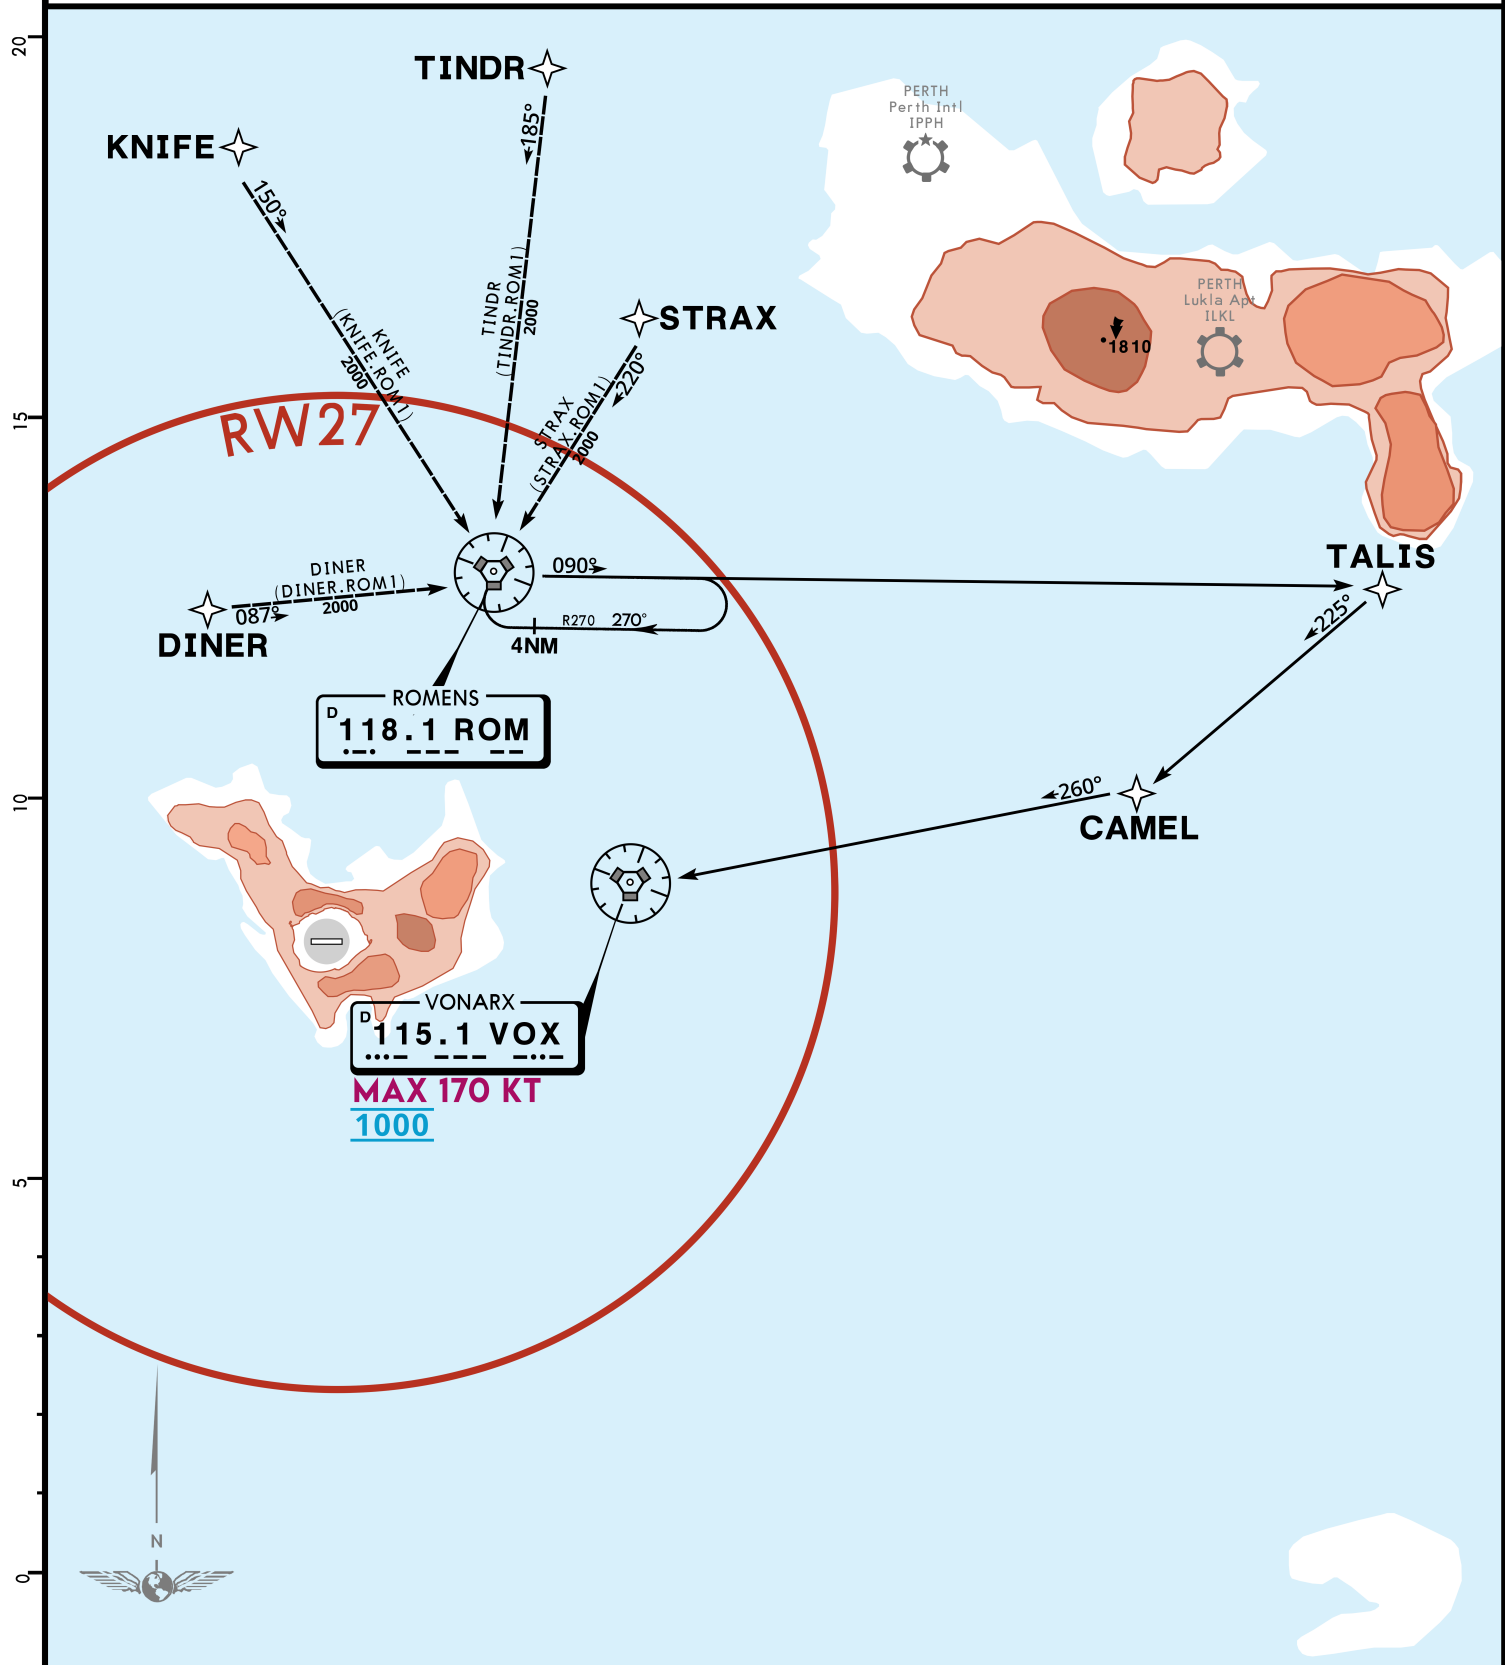 20
15
10
5
0
TINDR
185°
KNIFE
150°
PERTH
Perth Intl
IPPH
TINDR
(TINDR.ROM1)
2000
KNIFE
(KNIFE.ROM1)
2000
STRAX
220°
STRAX
(STRAX.ROM1)
2000
PERTH
Lukla Apt
ILKL
1810
RW27
DINER
(DINER.ROM1)
2000
087°
DINER
090°
R270 270°
4NM
TALIS
225°
ROMENS
D
118.1 ROM
260°
CAMEL
VONARX
D
115.1 VOX
MAX 170 KT
1000
N